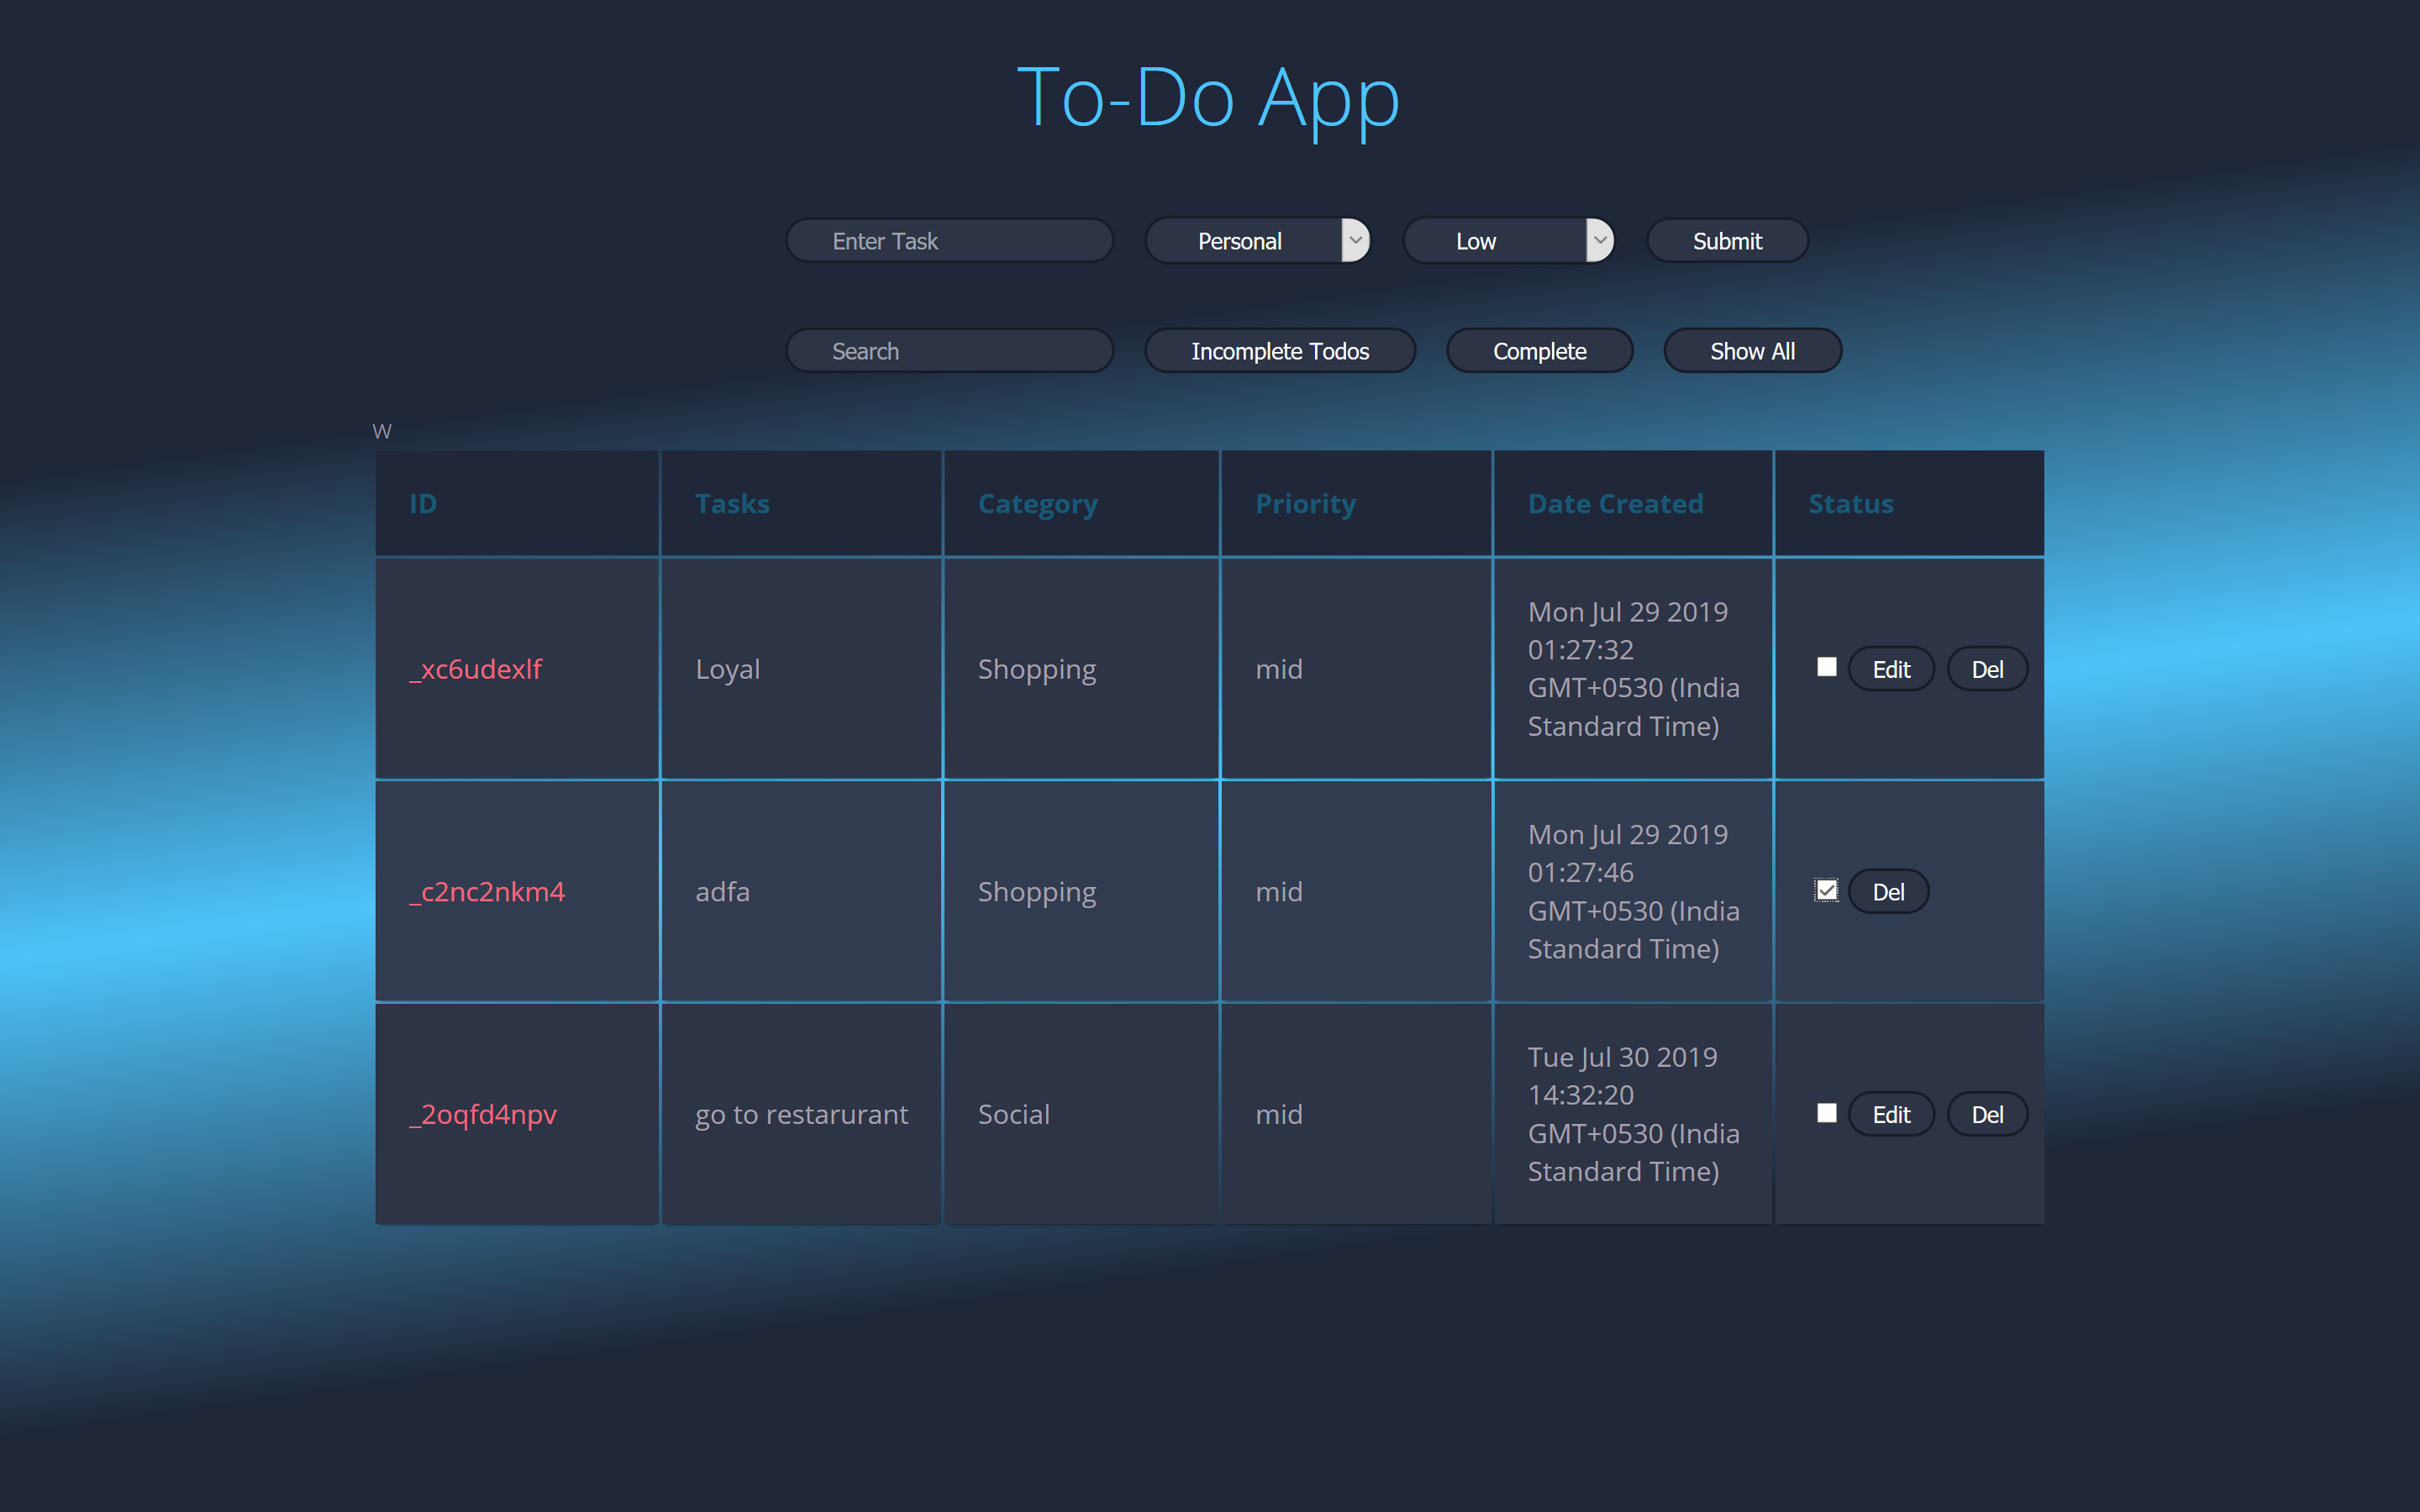 To-Do App
Enter Task Personal Low Submit
Search Incomplete Todos Complete Show All
W
ID Tasks Category Priority Date Created Status
_xc6udexlf Loyal Shopping mid Mon Jul 29 2019
01:27:32
GMT+0530 (India
Standard Time) Edit Del
_c2nc2nkm4 adfa Shopping mid Mon Jul 29 2019
01:27:46
GMT+0530 (India
Standard Time) Del
_2oqfd4npv go to restarurant Social mid Tue Jul 30 2019
14:32:20
GMT+0530 (India
Standard Time) Edit Del